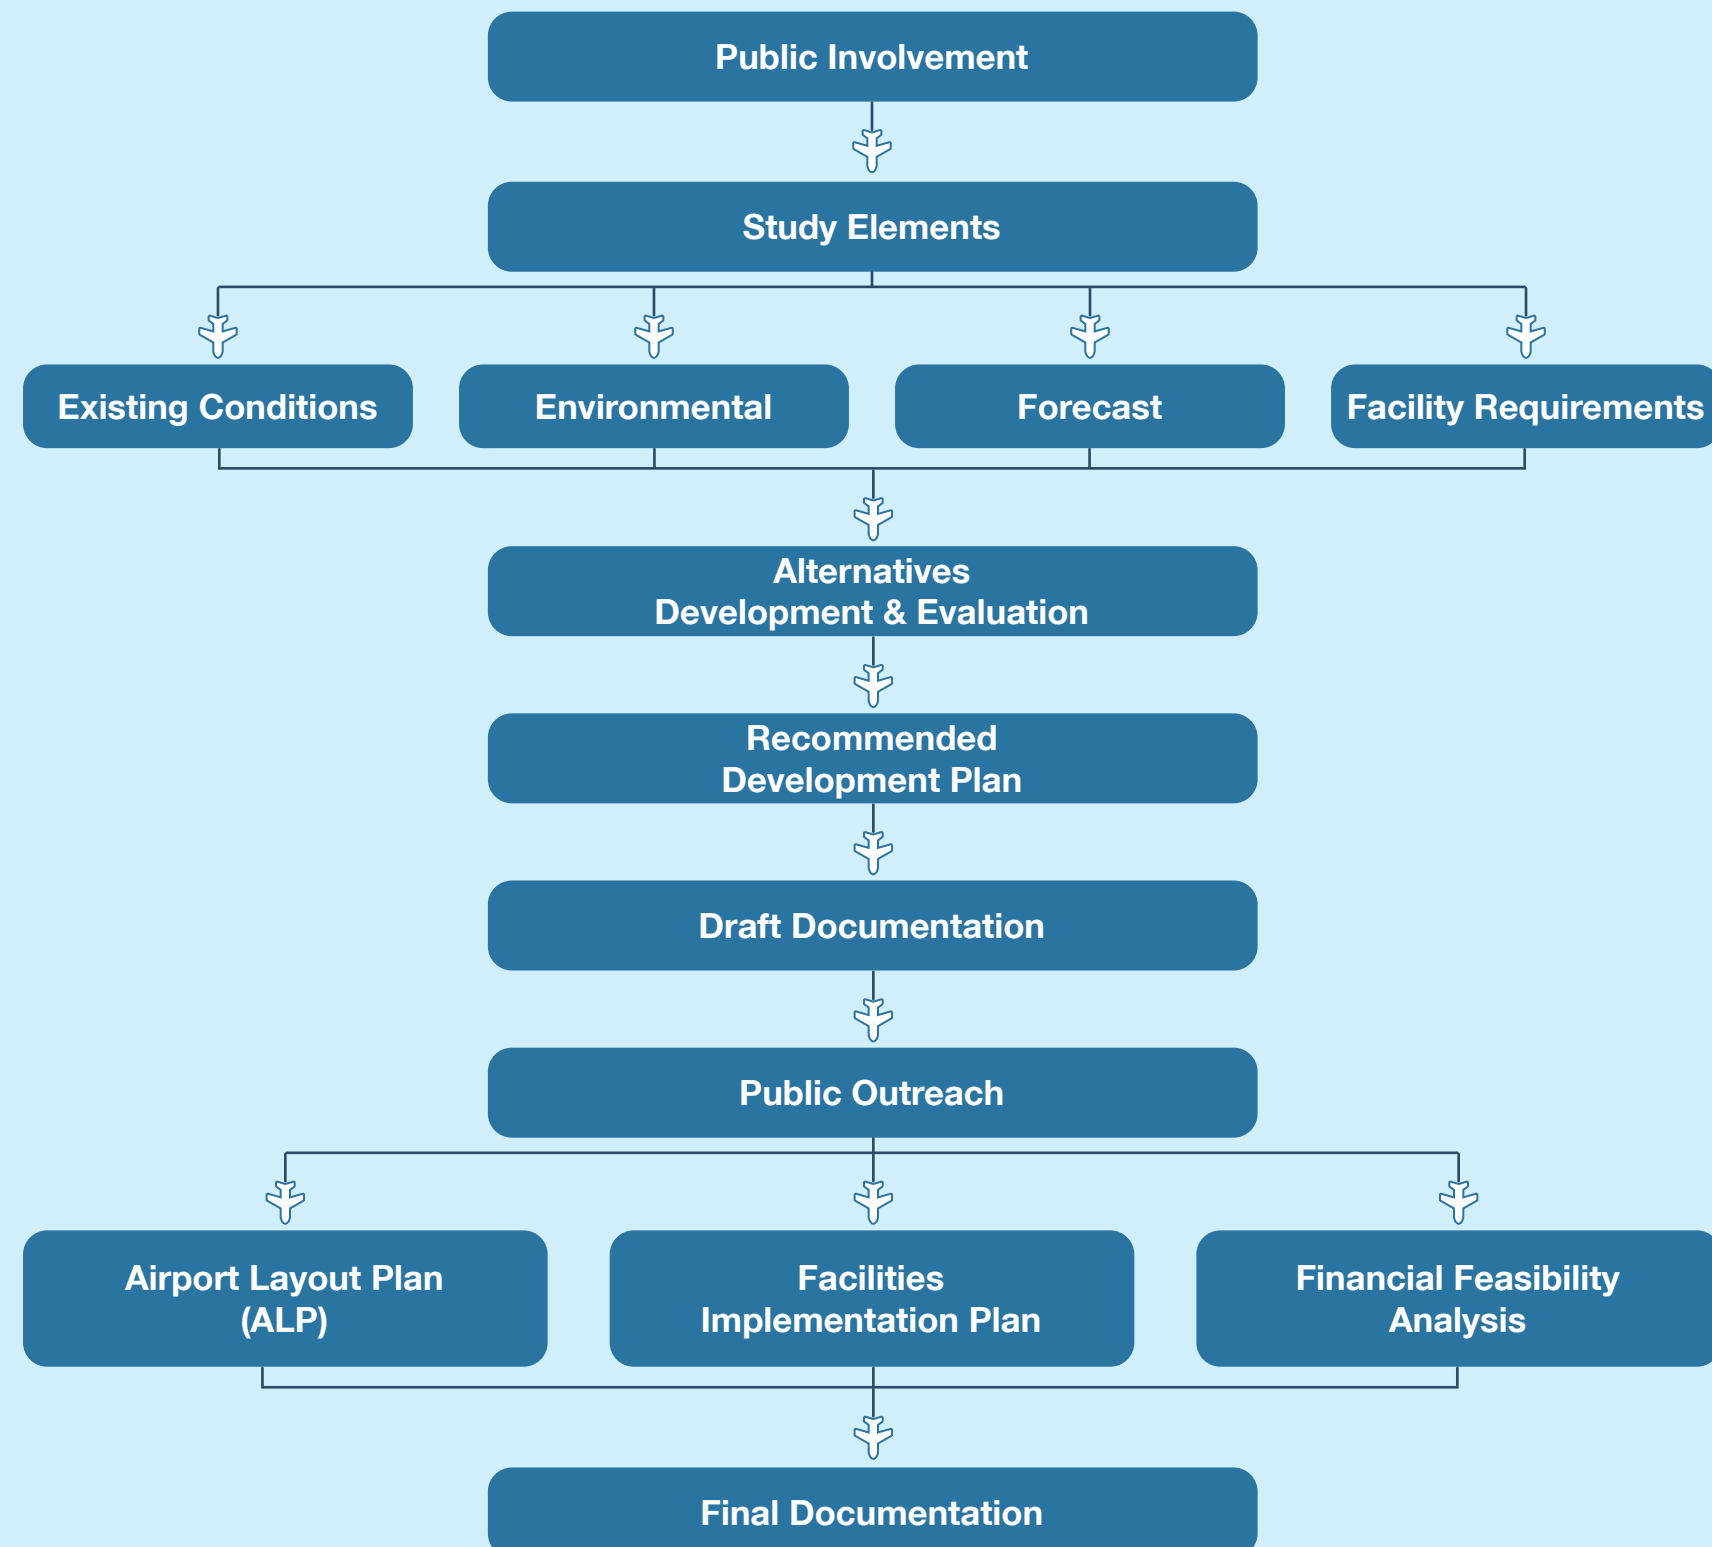 Public Involvement
Study Elements
Existing Conditions
Environmental
Forecast
Facility Requirements
Alternatives
Development & Evaluation
Recommended
Development Plan
Draft Documentation
Public Outreach
Airport Layout Plan
(ALP)
Facilities
Implementation Plan
Financial Feasibility
Analysis
Final Documentation